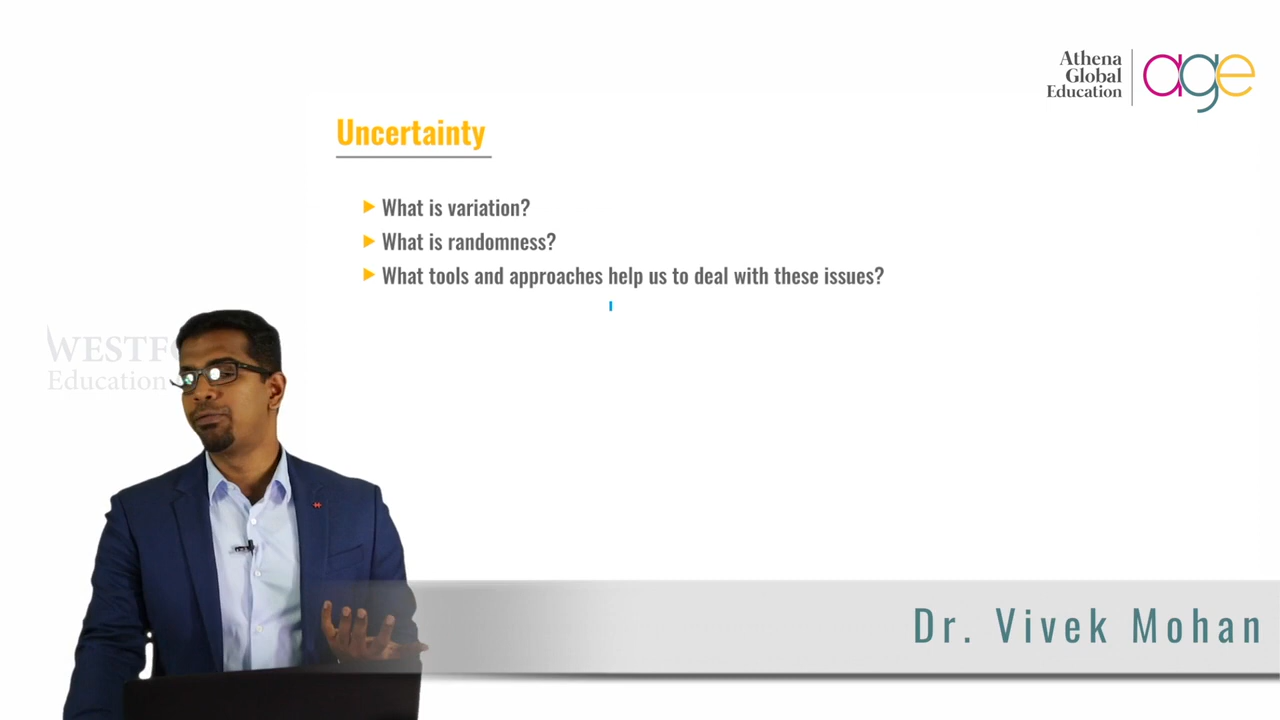 Athena
Global
Education
age
Uncertainty
What is variation?
What is randomness?
What tools and approaches help us to deal with these issues?
Education
Dr. Vivek Mohan